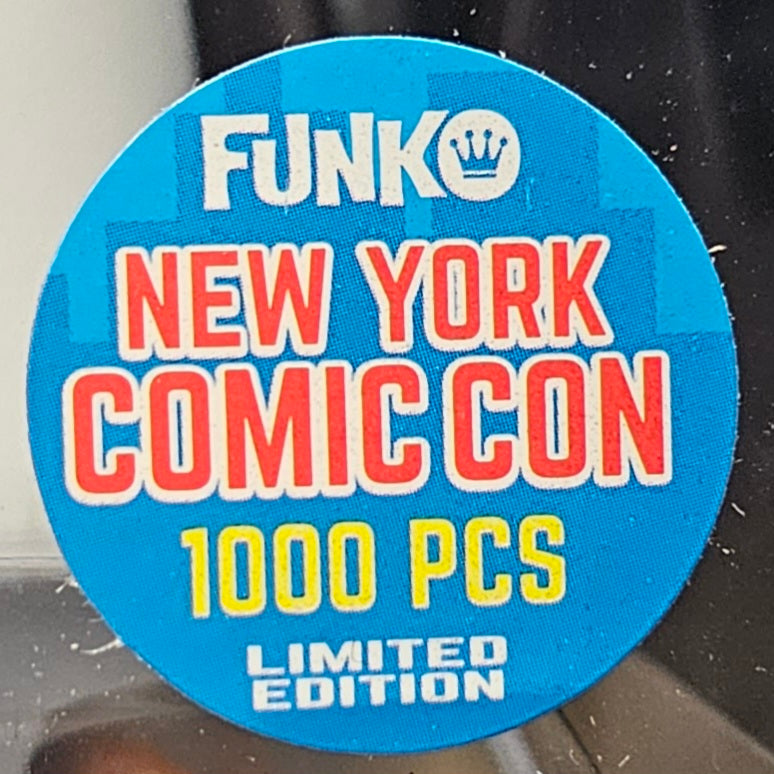 FUNKO
NEW YORK
COMIC CON
1000 PCS
LIMITED
EDITION